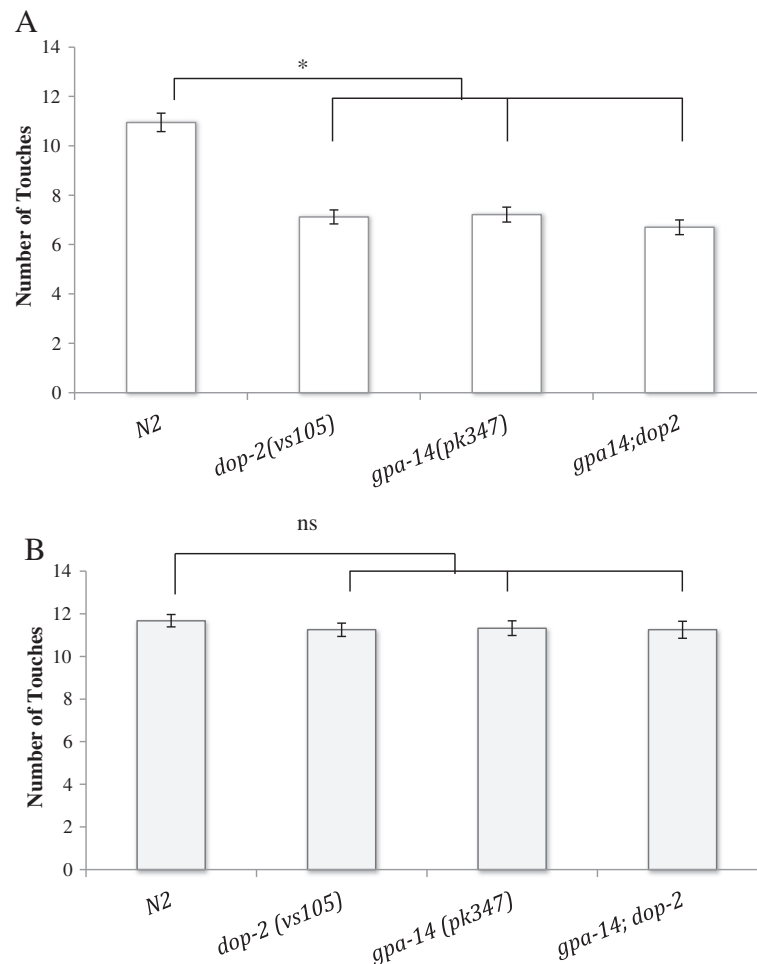 A
14
12
10
8
6
4
2
0
Number of Touches
*
N2
dop-2(vs105)
gpa-14(pk347)
gpa14;dop2
B
ns
14
12
10
8
6
4
2
0
Number of Touches
N2
dop-2 (vs105)
gpa-14 (pk347)
gpa-14; dop-2